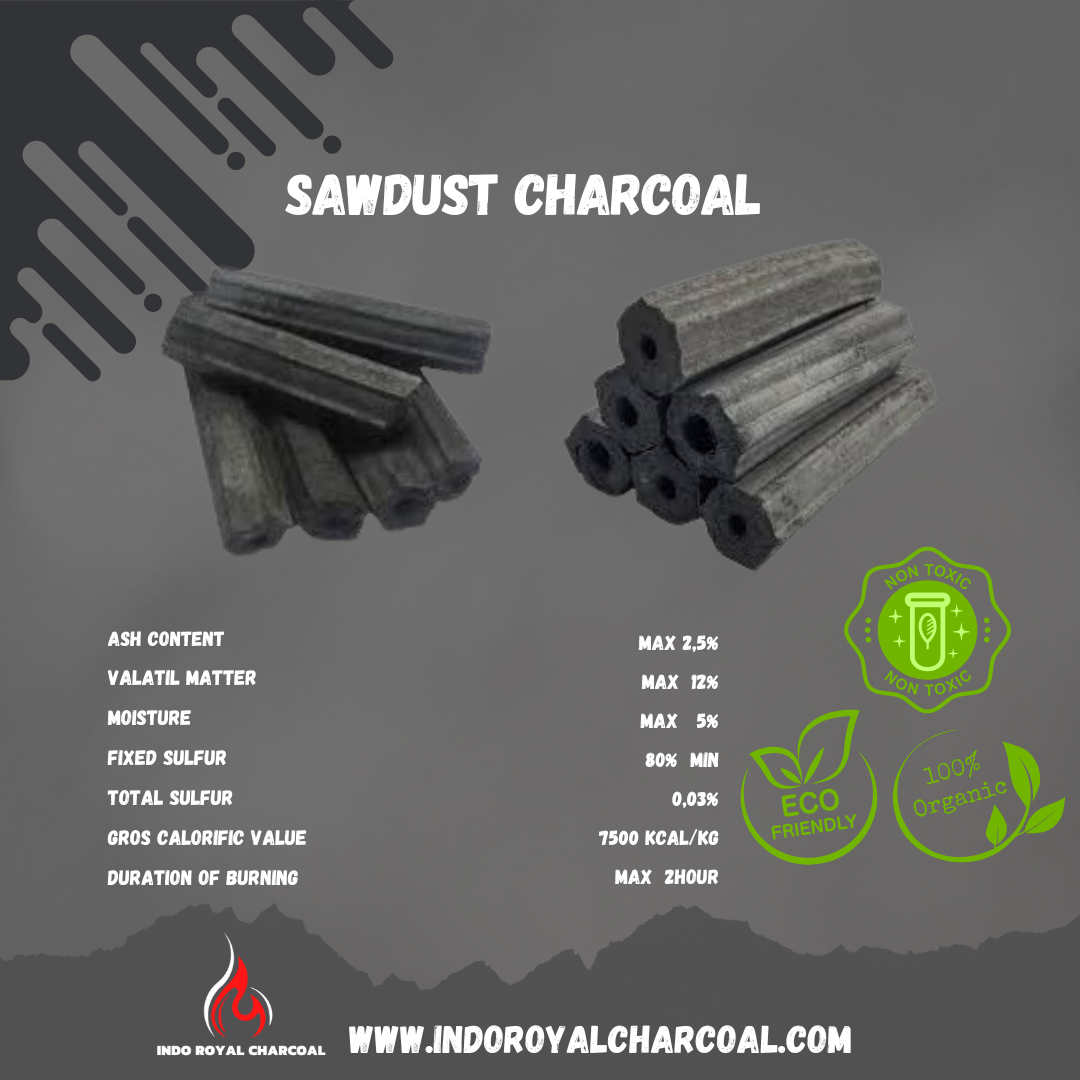 SAWDUST CHARCOAL
ASH CONTENT MAX 2,5%
VALATIL MATTER MAX 12%
MOISTURE MAX 5%
FIXED SULFUR 80% MIN
TOTAL SULFUR 0,03%
GROS CALORIFIC VALUE 7500 KCAL/KG
DURATION OF BURNING MAX 2HOUR
NON TOXIC
NON TOXIC
ECO
FRIENDLY
100%
Organic
INDO ROYAL CHARCOAL
WWW.INDOROYALCHARCOAL.COM